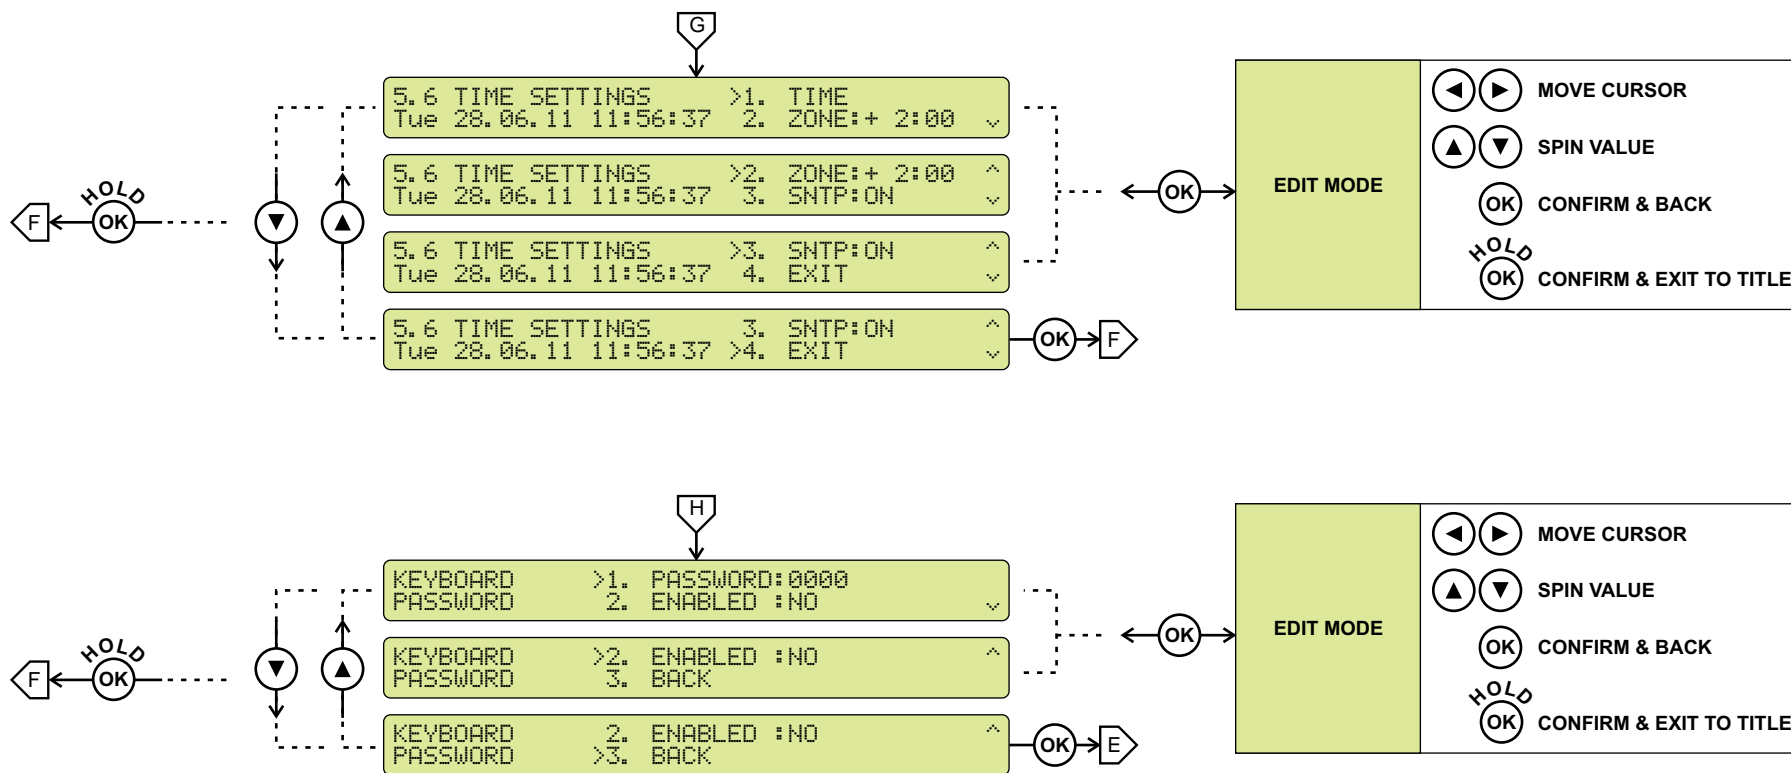 G
5.6 TIME SETTINGS >1. TIME
Tue 28.06.11 11:56:37 2. ZONE:+ 2:00
5.6 TIME SETTINGS >2. ZONE:+ 2:00
Tue 28.06.11 11:56:37 3. SNTP:ON
5.6 TIME SETTINGS >3. SNTP:ON
Tue 28.06.11 11:56:37 4. EXIT
5.6 TIME SETTINGS 3. SNTP:ON
Tue 28.06.11 11:56:37 >4. EXIT
F
HOLD
OK
OK
OK
F
EDIT MODE
MOVE CURSOR
SPIN VALUE
OK CONFIRM & BACK
HOLD
OK CONFIRM & EXIT TO TITLE
H
KEYBOARD >1. PASSWORD:0000
PASSWORD 2. ENABLED :NO
KEYBOARD >2. ENABLED :NO
PASSWORD 3. BACK
KEYBOARD 2. ENABLED :NO
PASSWORD >3. BACK
F
HOLD
OK
OK
OK
E
EDIT MODE
MOVE CURSOR
SPIN VALUE
OK CONFIRM & BACK
HOLD
OK CONFIRM & EXIT TO TITLE